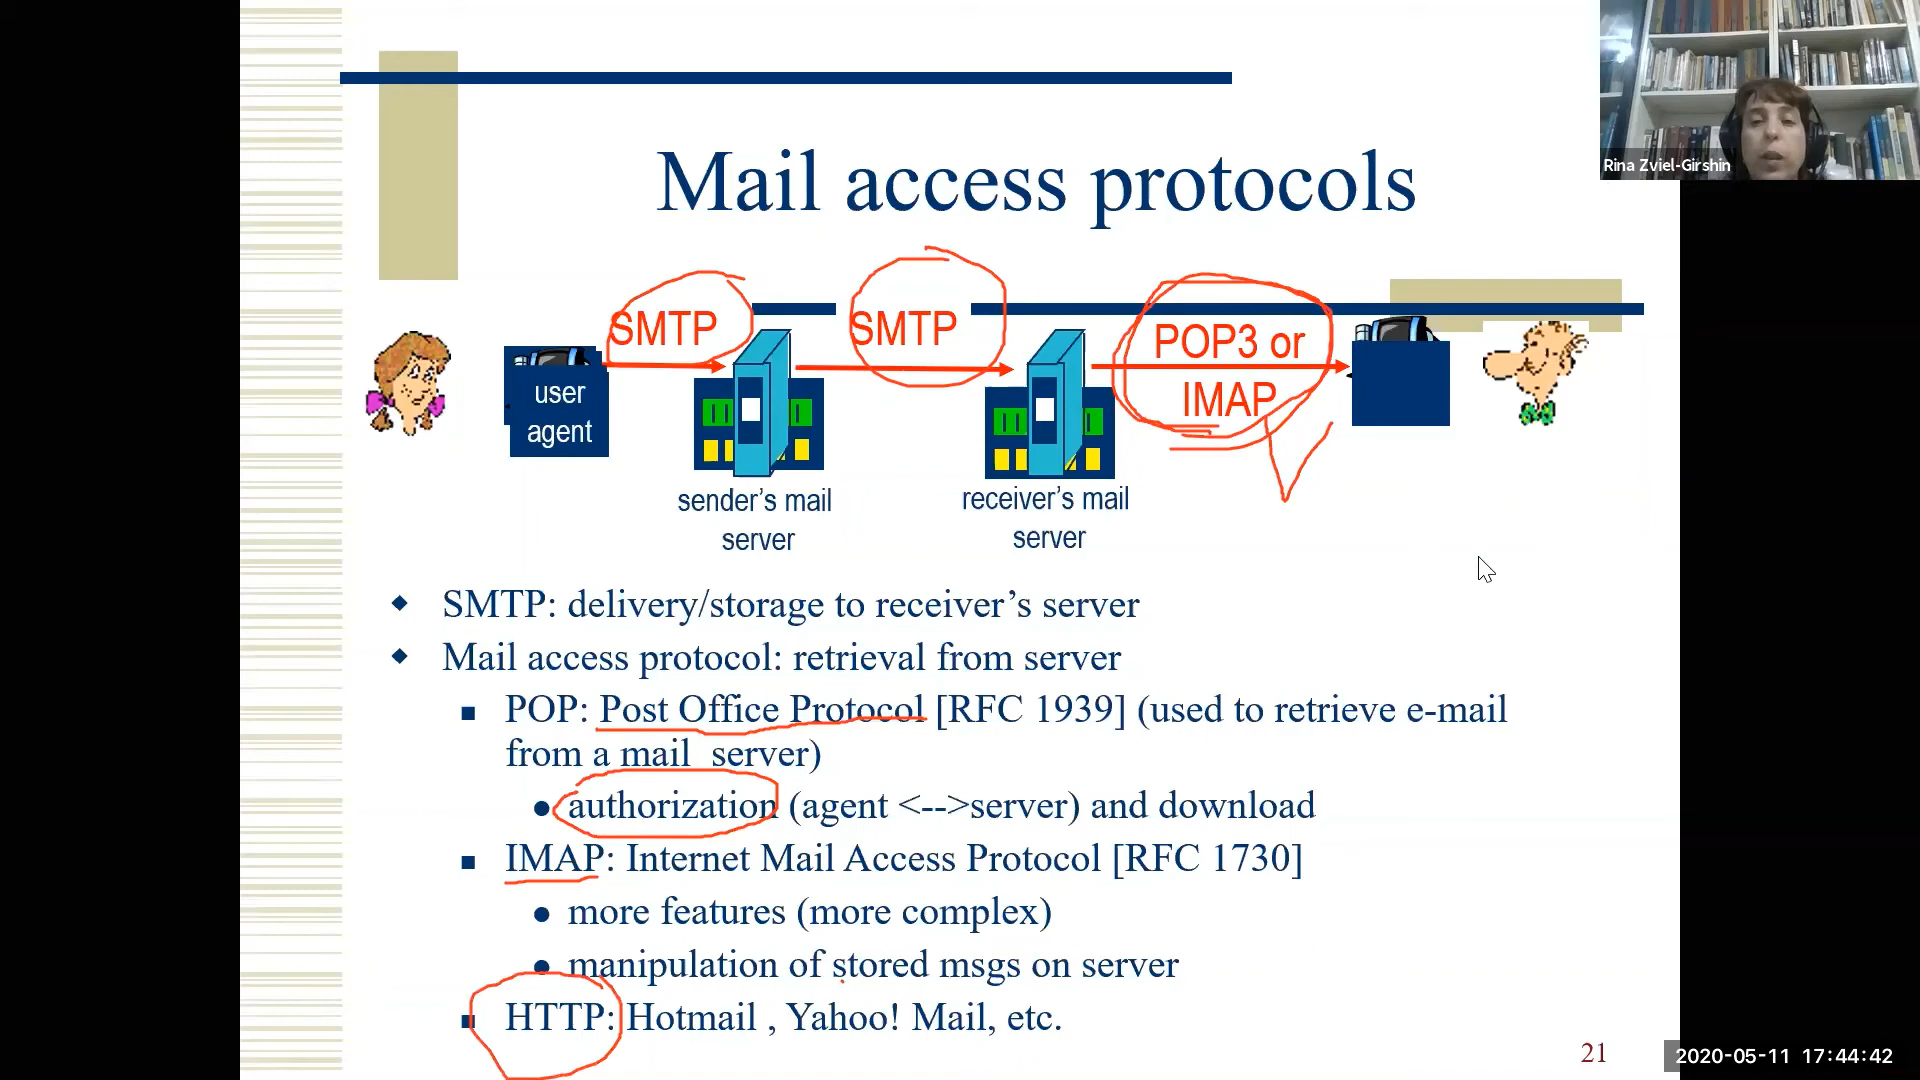 Rina Zviel-Girshin
Mail access protocols
SMTP
SMTP
POP3 or
IMAP
user
agent
sender's mail
server
receiver's mail
server
SMTP: delivery/storage to receiver's server
Mail access protocol: retrieval from server
POP: Post Office Protocol [RFC 1939] (used to retrieve e-mail
from a mail server)
authorization (agent <-->server) and download
IMAP: Internet Mail Access Protocol [RFC 1730]
more features (more complex)
manipulation of stored msgs on server
HTTP: Hotmail , Yahoo! Mail, etc.
21
2020-05-11 17:44:42